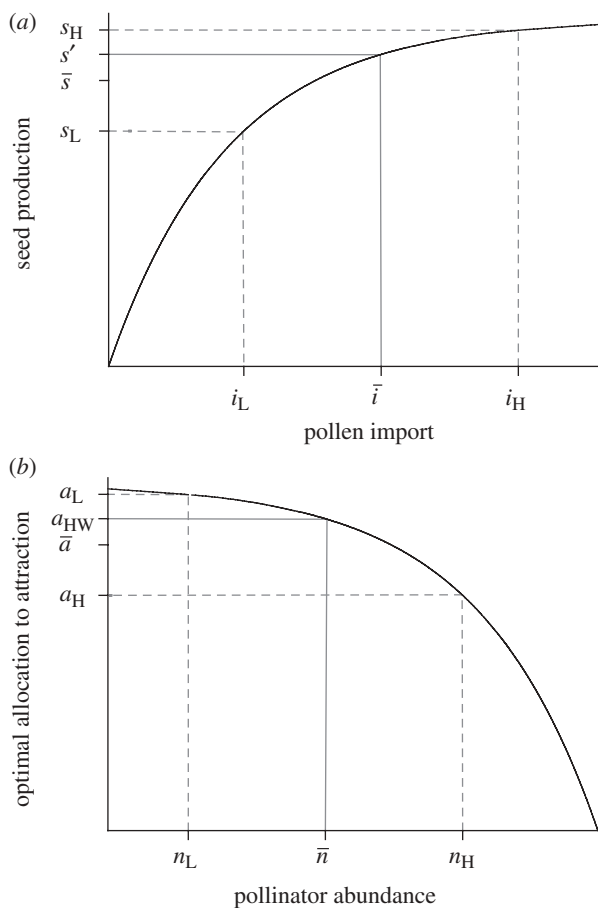 (a)
s_H
s′
s̄
s_L
seed production
i_L
ī
i_H
pollen import
(b)
a_L
a_HW
ā
a_H
optimal allocation to attraction
n_L
n̄
n_H
pollinator abundance